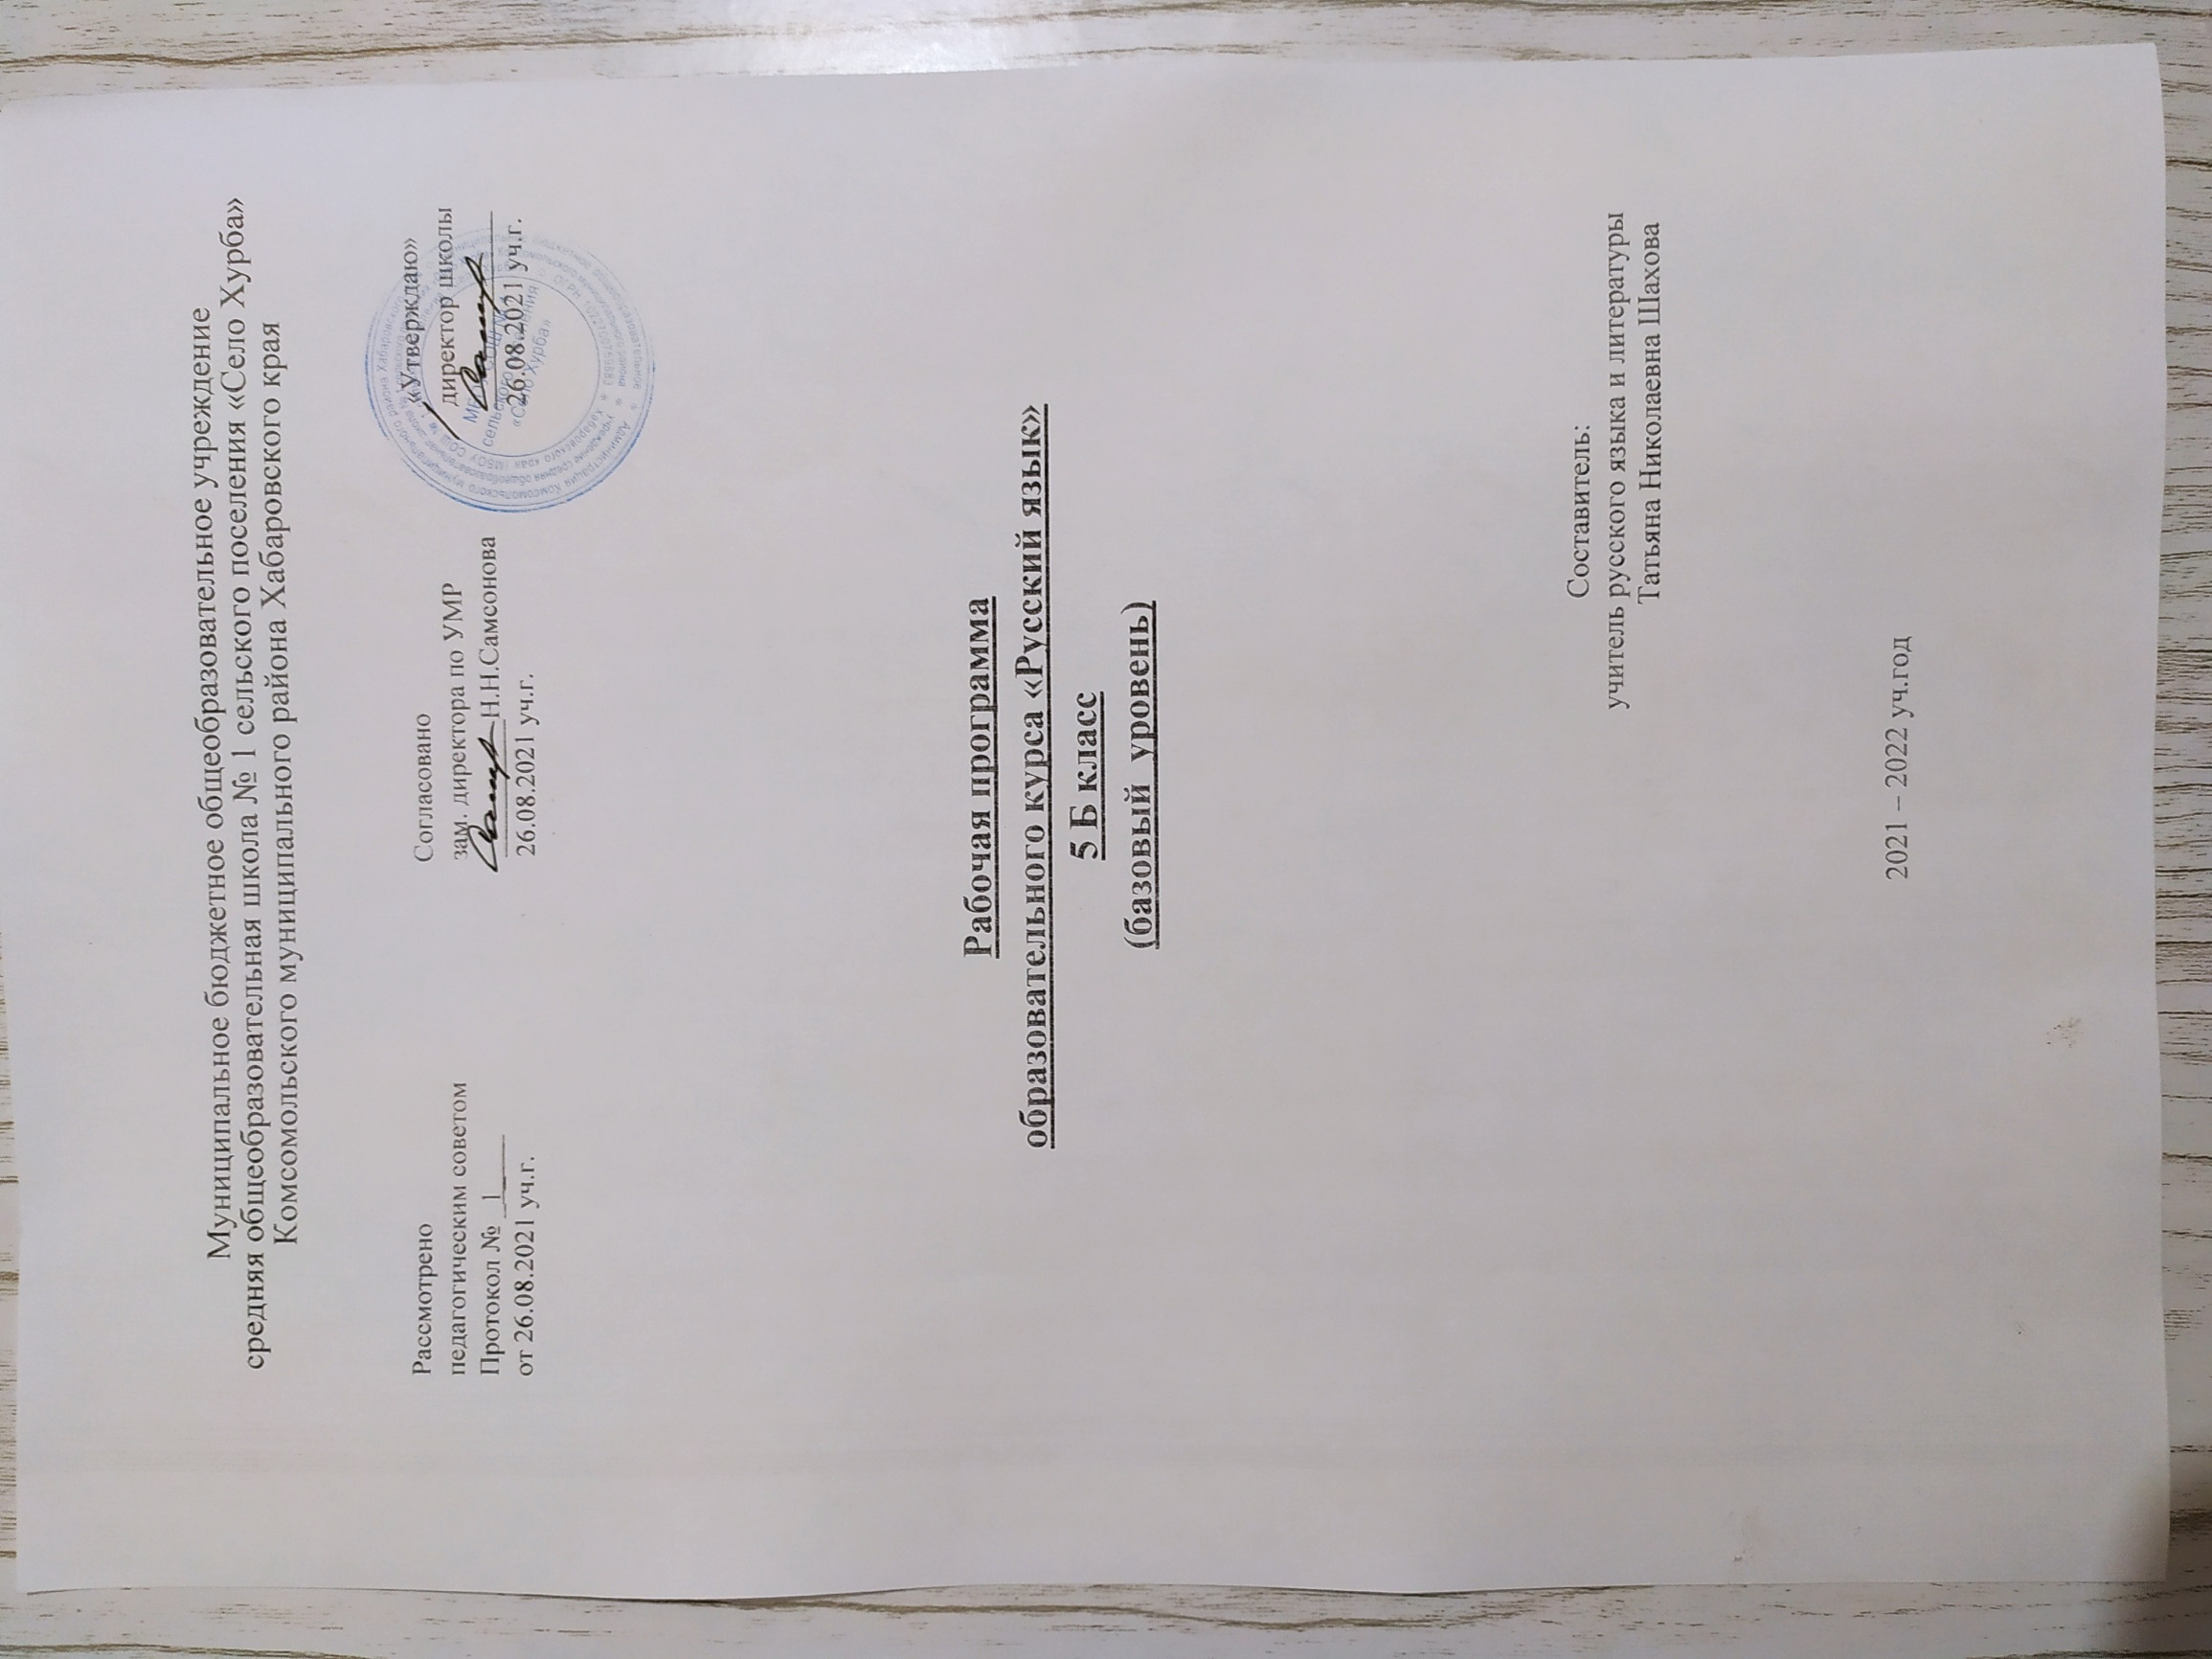 Муниципальное бюджетное общеобразовательное учреждение
средняя общеобразовательная школа № 1 сельского поселения «Село Хурба»
Комсомольского муниципального района Хабаровского края
Рассмотрено
педагогическим советом
Протокол № 1
от 26.08.2021 уч.г.
Согласовано
зам. директора по УМР
Н.Н.Самсонова
26.08.2021 уч.г.
«Утверждаю»
директор школы
26.08.2021 уч.г.
«Село Хурба»
Рабочая программа
образовательного курса «Русский язык»
5 Б класс
(базовый уровень)
Составитель:
учитель русского языка и литературы
Татьяна Николаевна Шахова
2021 – 2022 уч.год